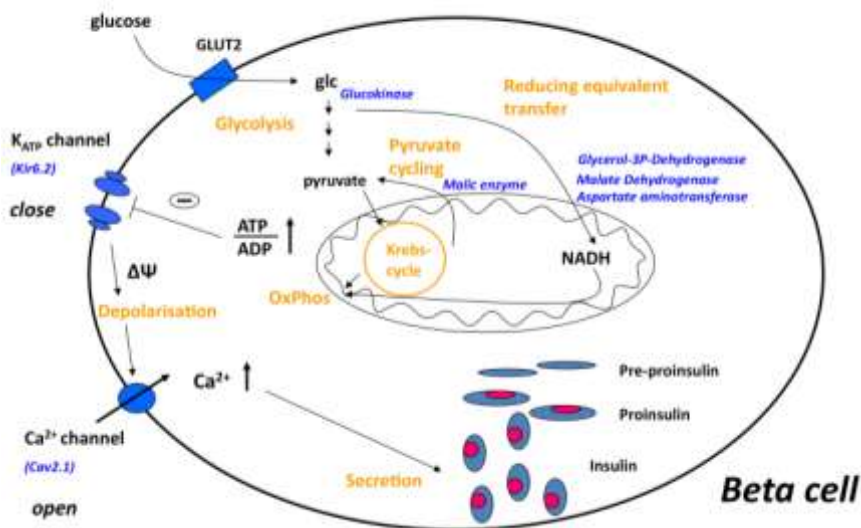 glucose
GLUT2
glc
Glucokinase
Reducing equivalent
transfer
Glycolysis
K_ATP channel
(Kir6.2)
Pyruvate
cycling
Glycerol-3P-Dehydrogenase
Malate Dehydrogenase
Aspartate aminotransferase
pyruvate
Malic enzyme
close
−
ATP
ADP
Krebs-
cycle
NADH
ΔΨ
OxPhos
Depolarisation
Ca²⁺
Pre-proinsulin
Proinsulin
Ca²⁺ channel
(Cav2.1)
Insulin
Secretion
open
Beta cell